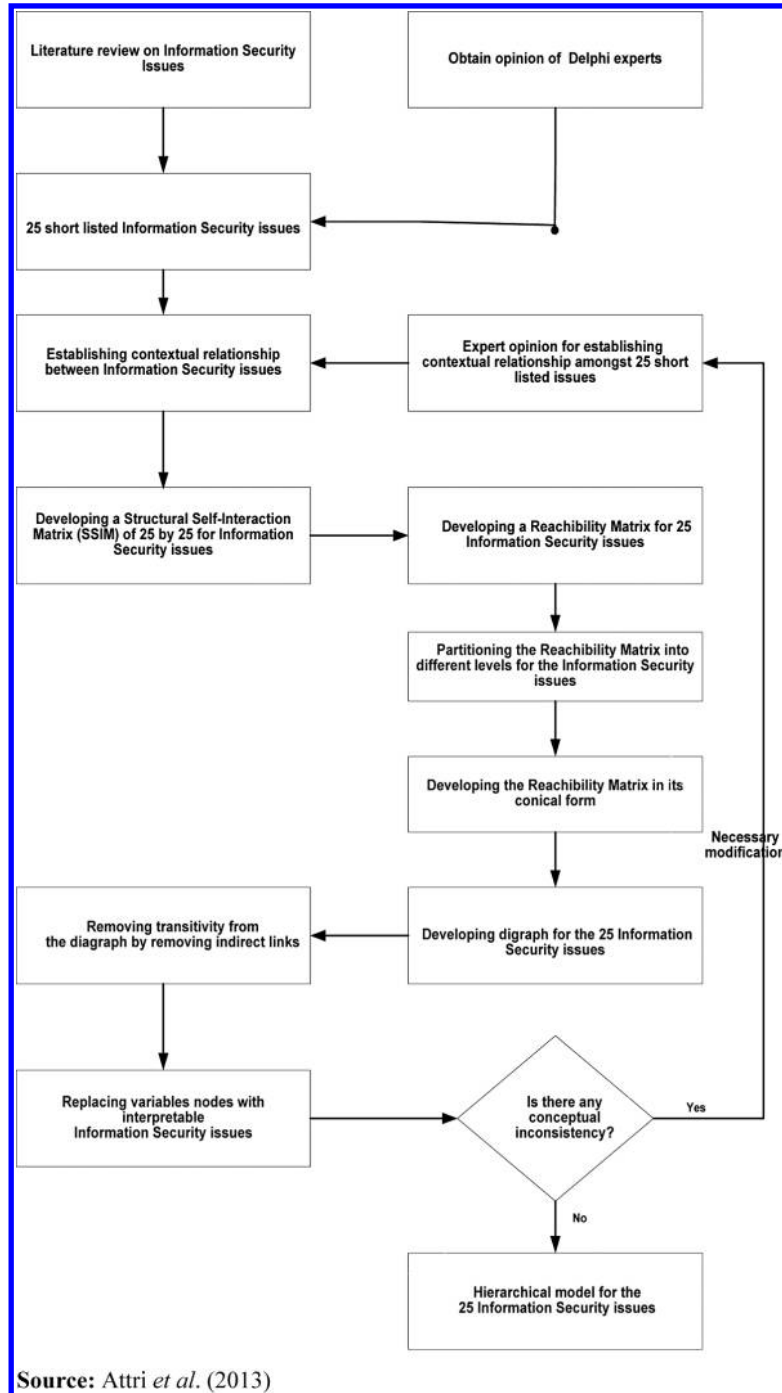 Literature review on Information Security
Issues
Obtain opinion of Delphi experts
25 short listed Information Security issues
Establishing contextual relationship
between Information Security issues
Expert opinion for establishing
contextual relationship amongst 25 short
listed issues
Developing a Structural Self-Interaction
Matrix (SSIM) of 25 by 25 for Information
Security issues
Developing a Reachibility Matrix for 25
Information Security issues
Partitioning the Reachibility Matrix into
different levels for the Information Security
issues
Developing the Reachibility Matrix in its
conical form
Necessary
modification
Removing transitivity from
the diagraph by removing indirect links
Developing digraph for the 25 Information
Security issues
Replacing variables nodes with
interpretable
Information Security issues
Is there any
conceptual
inconsistency?
Yes
No
Hierarchical model for the
25 Information Security issues
Source: Attri et al. (2013)